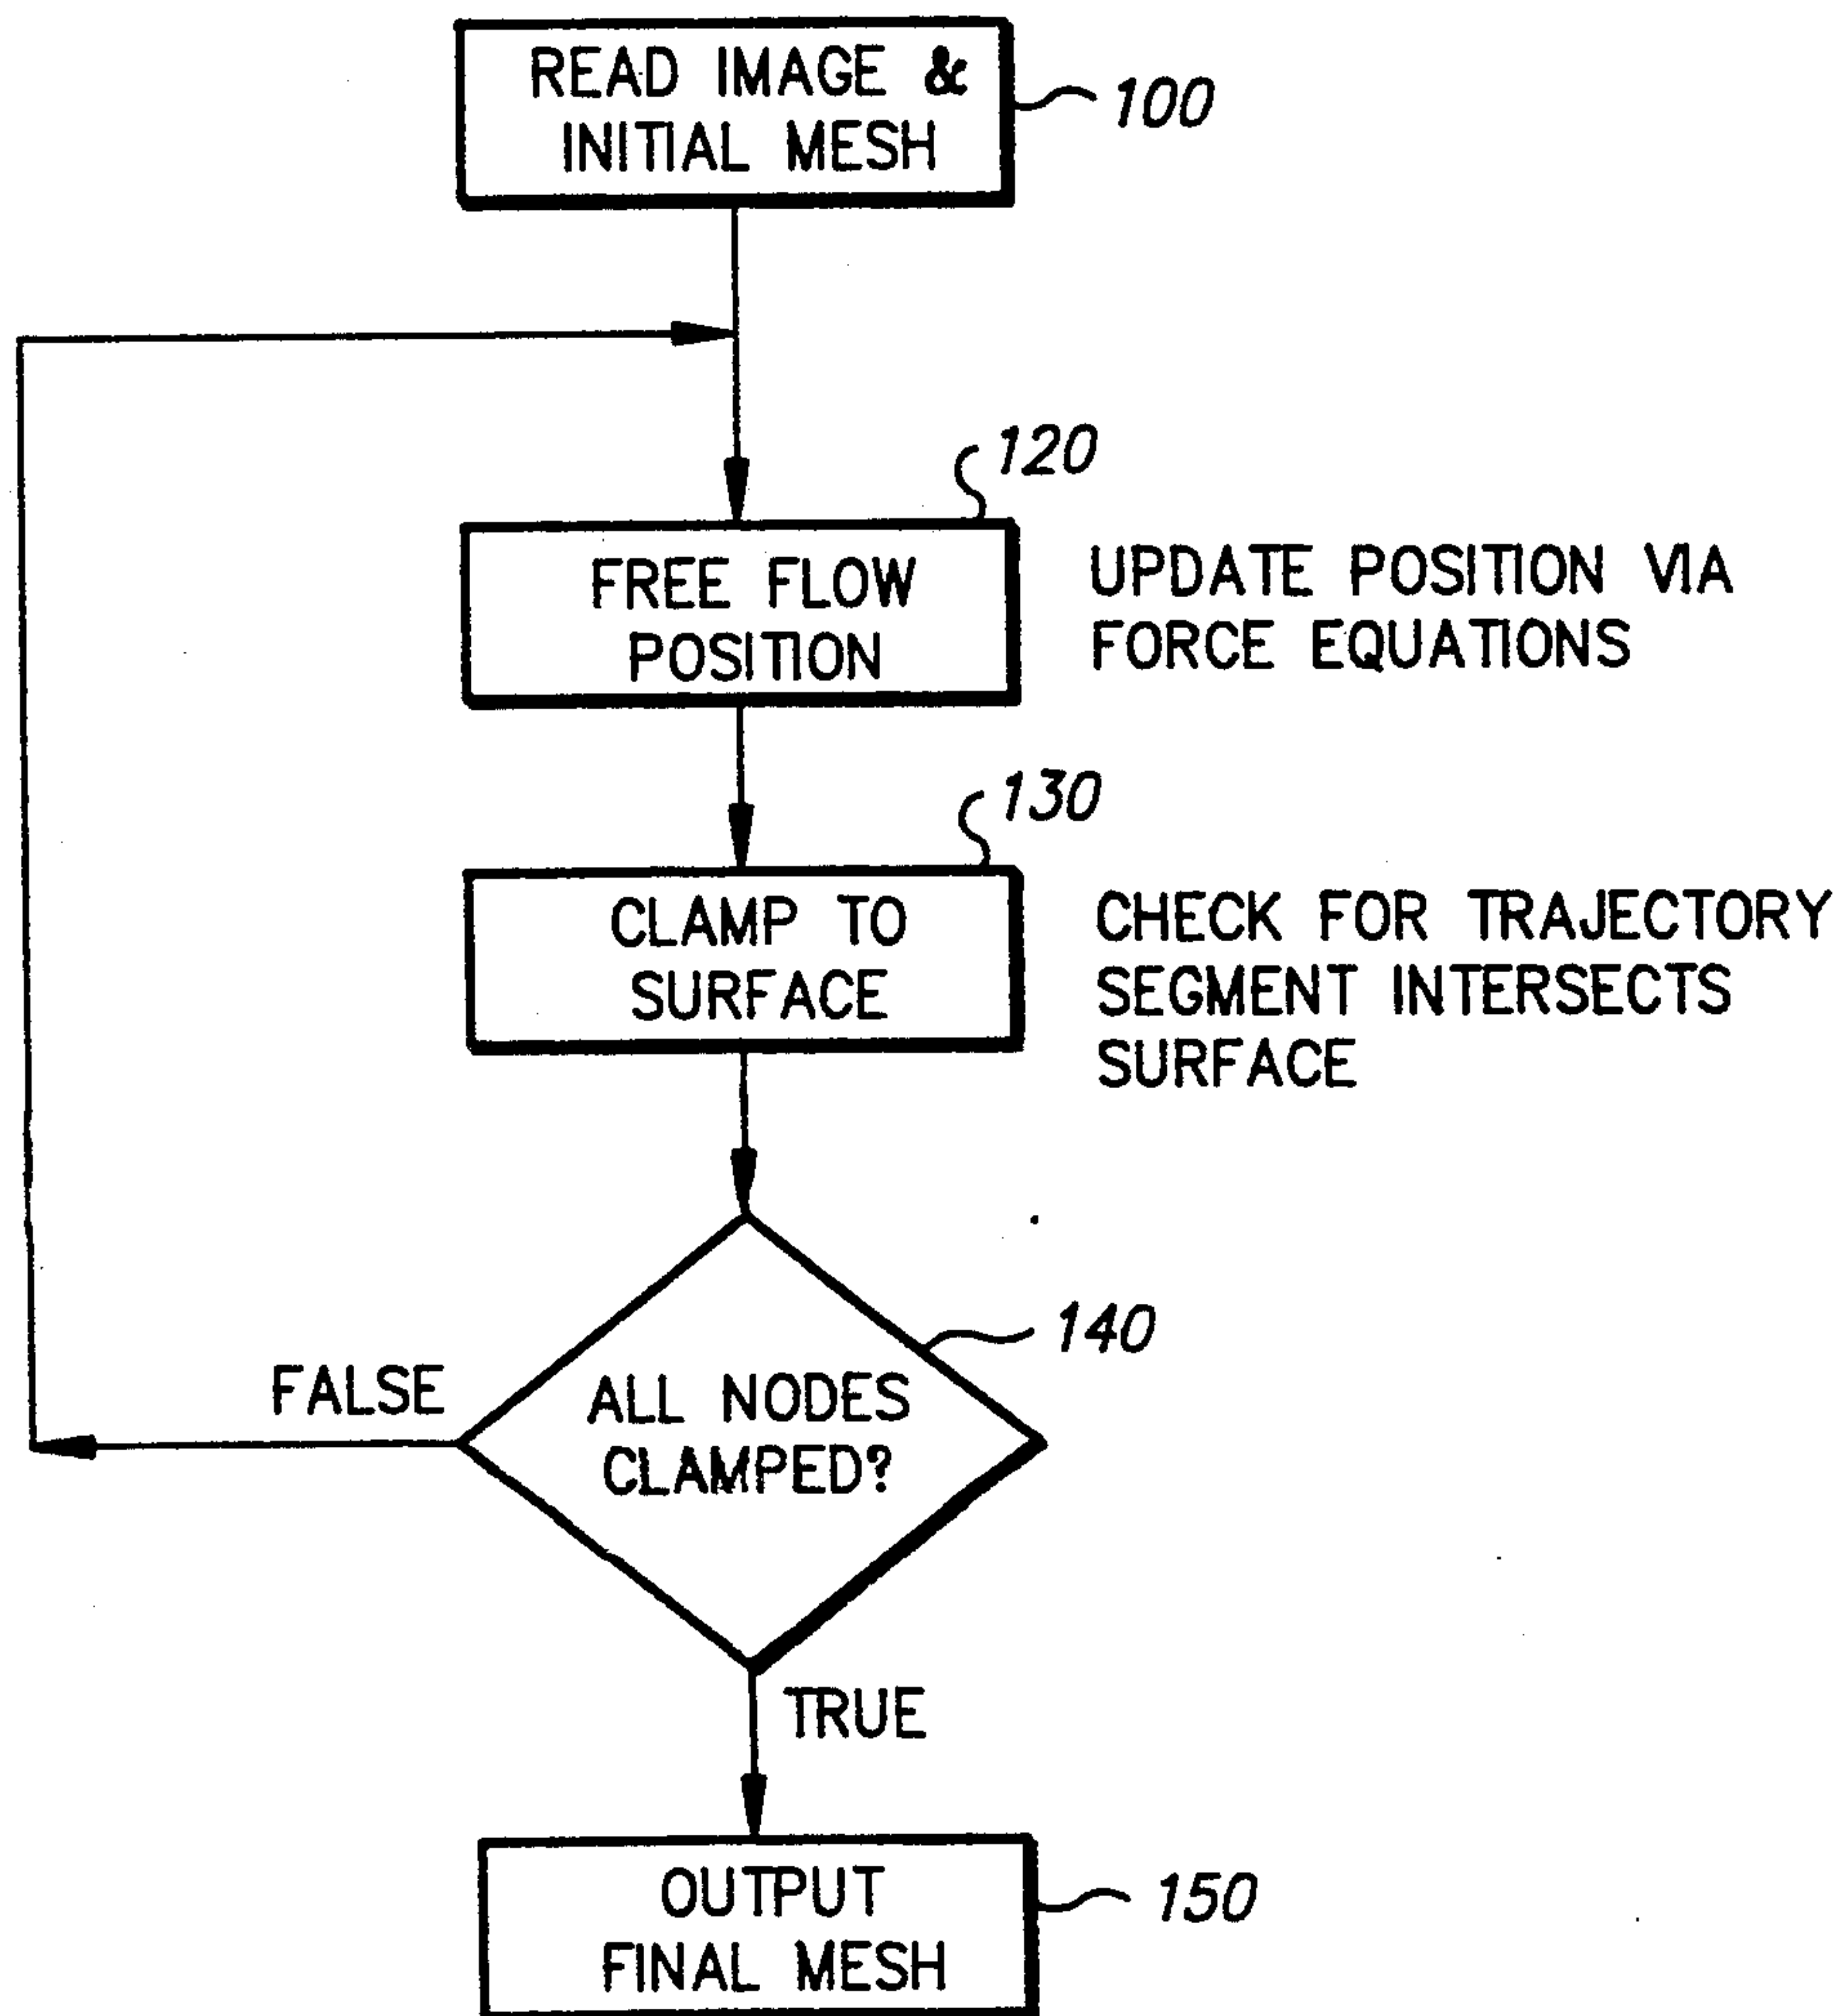 READ IMAGE &
INITIAL MESH
100
120
FREE FLOW
POSITION
UPDATE POSITION VIA
FORCE EQUATIONS
130
CLAMP TO
SURFACE
CHECK FOR TRAJECTORY
SEGMENT INTERSECTS
SURFACE
140
ALL NODES
CLAMPED?
FALSE
TRUE
OUTPUT
FINAL MESH
150